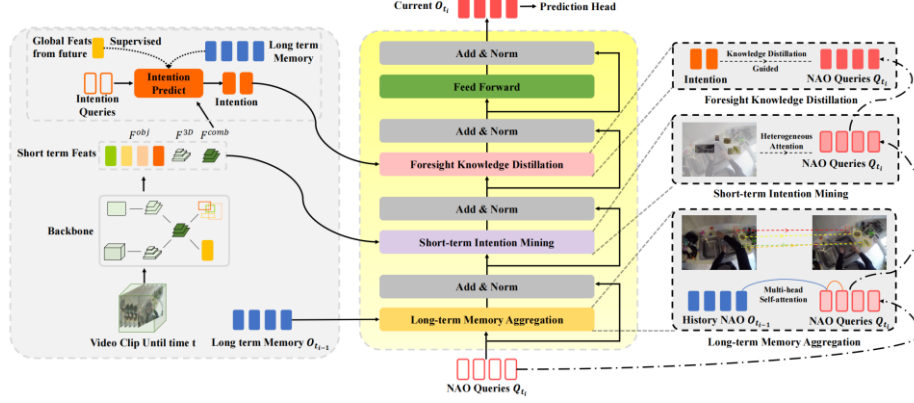 Current O_{t_i}
Prediction Head
Global Feats
from future
Supervised
Long term
Memory
Intention
Predict
Intention
Queries
Intention
F^{obj}
F^{3D}
F^{comb}
Short term Feats
Backbone
Video Clip Until time t
Long term Memory O_{t_{i-1}}
Add & Norm
Feed Forward
Add & Norm
Foresight Knowledge Distillation
Add & Norm
Short-term Intention Mining
Add & Norm
Long-term Memory Aggregation
NAO Queries Q_{t_i}
Knowledge Distillation
Guided
Intention
NAO Queries Q_{t_i}
Foresight Knowledge Distillation
Heterogeneous
Attention
NAO Queries Q_{t_i}
Short-term Intention Mining
Multi-head
Self-attention
History NAO O_{t_{i-1}}
NAO Queries Q_{t_i}
Long-term Memory Aggregation